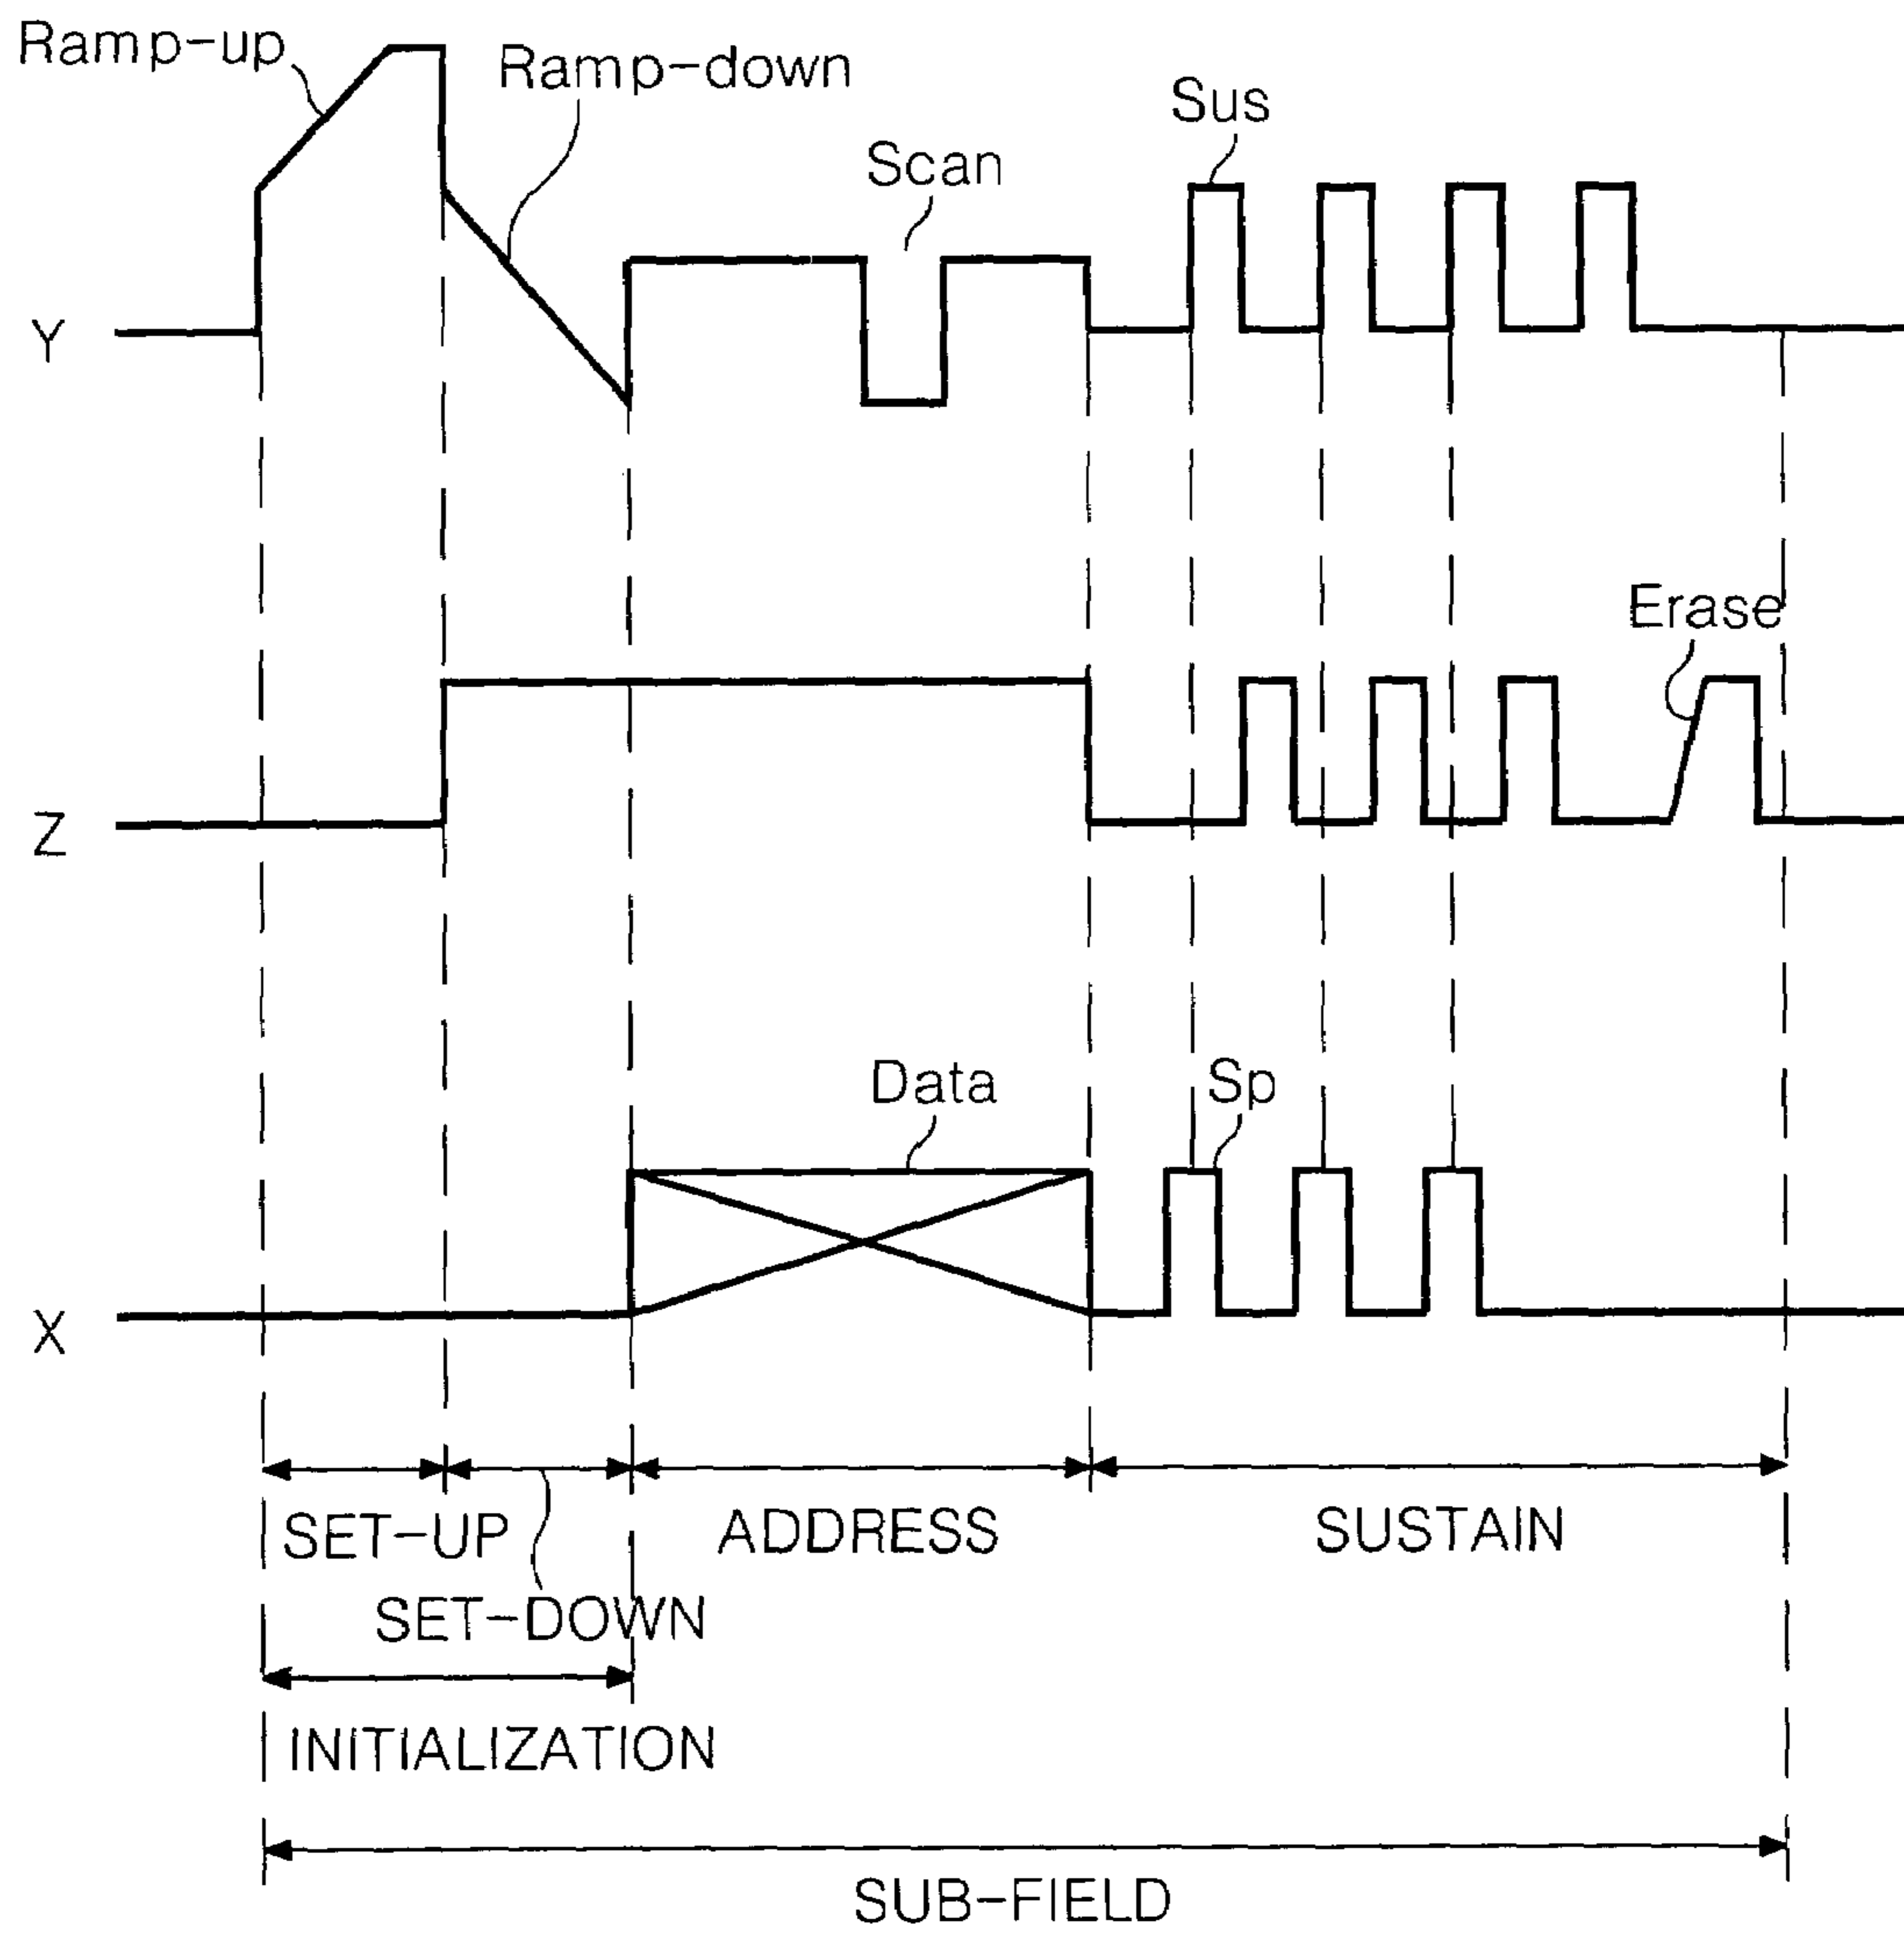 Ramp-up
Ramp-down
Sus
Scan
Y
Erase
Z
Data
Sp
X
SET-UP
ADDRESS
SUSTAIN
SET-DOWN
INITIALIZATION
SUB-FIELD